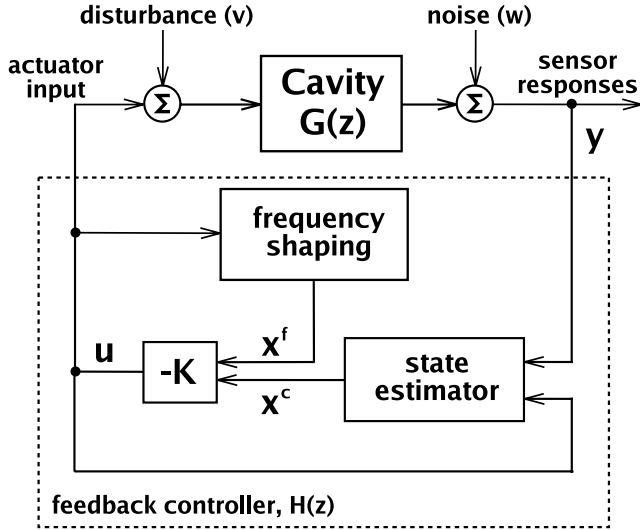 disturbance (v)
noise (w)
actuator
input
Σ
Cavity
G(z)
Σ
sensor
responses
y
frequency
shaping
u
-K
x^f
x^c
state
estimator
feedback controller, H(z)